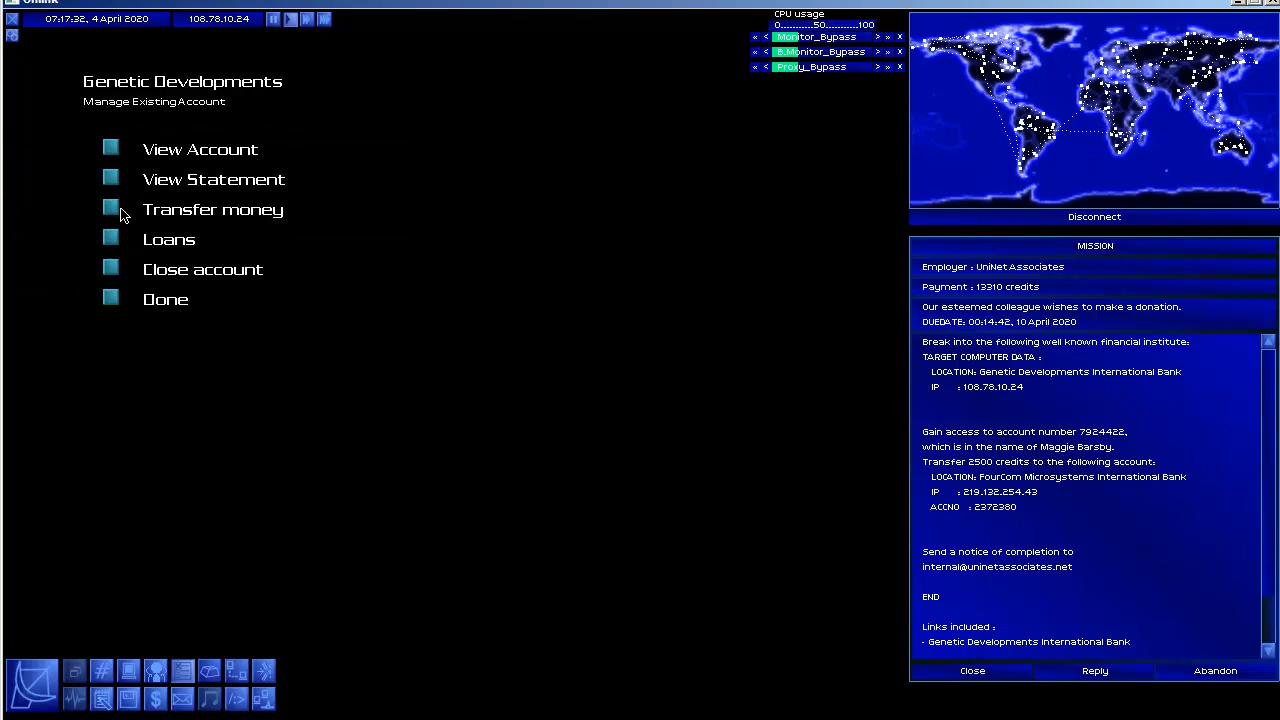 07:17:32, 4 April 2020
108.78.10.24
CPU usage
0...........50...........100
« < Monitor_Bypass > » x
« < B.Monitor_Bypass > » x
« < Proxy_Bypass > » x
Genetic Developments
Manage Existing Account
View Account
View Statement
Transfer money
Loans
Close account
Done
Disconnect
MISSION
Employer : UniNet Associates
Payment : 13310 credits
Our esteemed colleague wishes to make a donation.
DUEDATE: 00:14:42, 10 April 2020
Break into the following well known financial institute:
TARGET COMPUTER DATA :
LOCATION: Genetic Developments International Bank
IP : 108.78.10.24
Gain access to account number 7924422,
which is in the name of Maggie Barsby.
Transfer 2500 credits to the following account:
LOCATION: FourCom Microsystems International Bank
IP : 219.132.254.43
ACCNO : 2372380
Send a notice of completion to
internal@uninetassociates.net
END
Links included :
- Genetic Developments International Bank
Close
Reply
Abandon